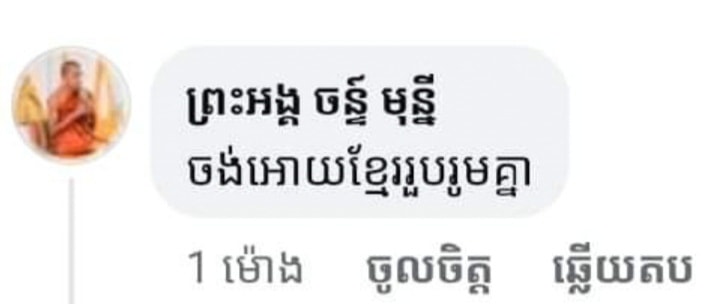 ព្រះអង្គ ចន្ទ៍ មុន្នី
ចង់អោយខ្មែររួបរូមគ្នា
1 ម៉ោង ចូលចិត្ត ឆ្លើយតប